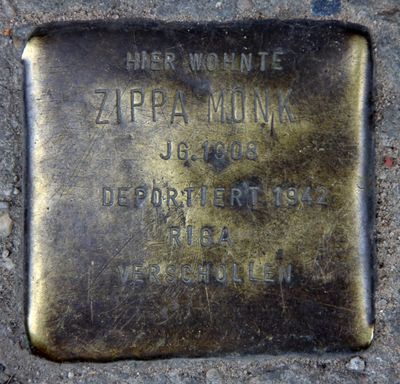 HIER WOHNTE
ZIPPA MONK
JG. 1908
DEPORTIERT 1942
RIGA
VERSCHOLLEN